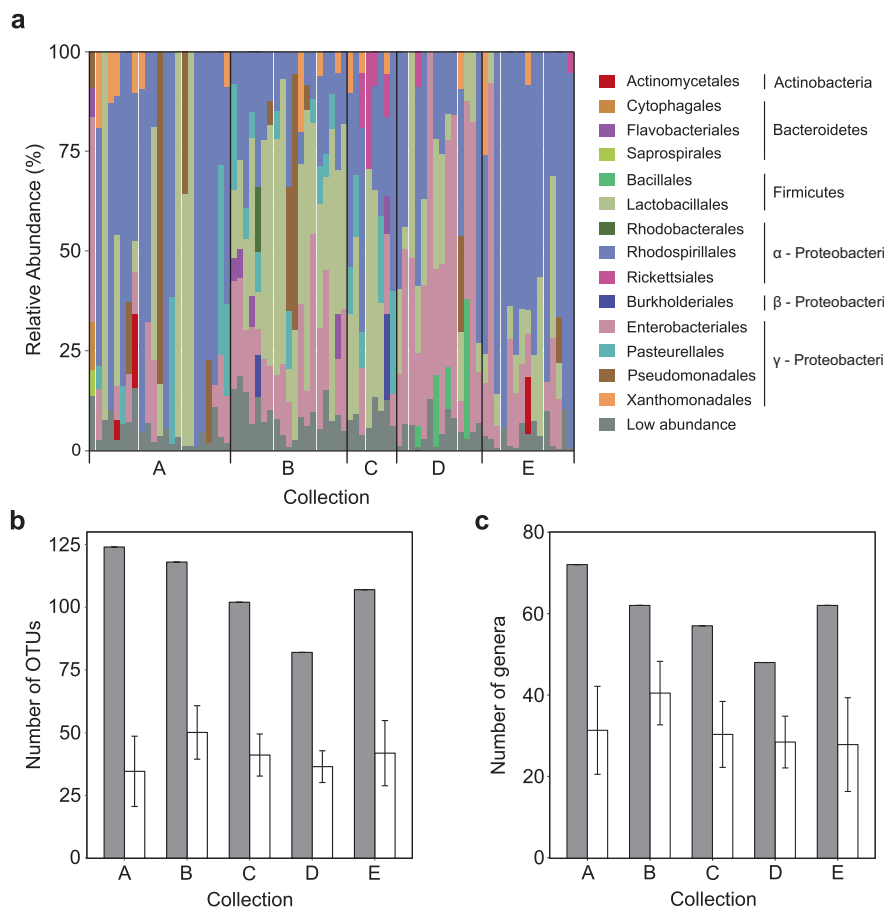 a
Relative Abundance (%)
100
75
50
25
0
A B C D E
Collection
Actinomycetales
Cytophagales
Flavobacteriales
Saprospirales
Bacillales
Lactobacillales
Rhodobacterales
Rhodospirillales
Rickettsiales
Burkholderiales
Enterobacteriales
Pasteurellales
Pseudomonadales
Xanthomonadales
Low abundance
Actinobacteria
Bacteroidetes
Firmicutes
α - Proteobacteri
β - Proteobacteri
γ - Proteobacteri
b
Number of OTUs
125
100
75
50
25
0
A B C D E
Collection
c
Number of genera
80
60
40
20
0
A B C D E
Collection